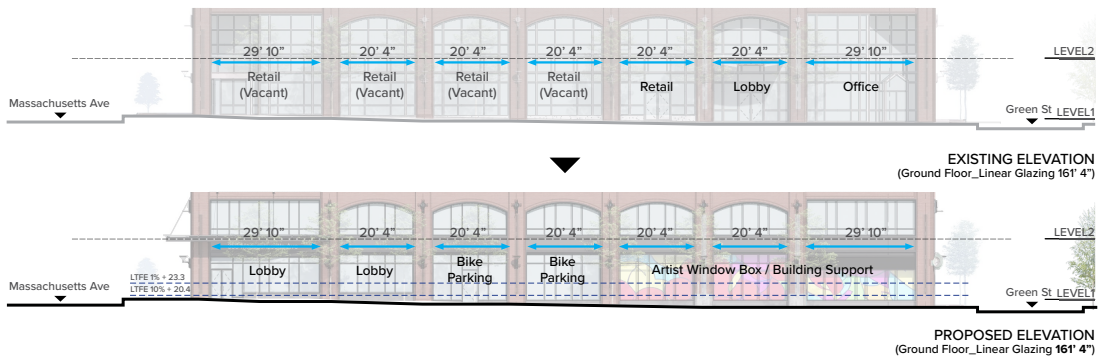 29' 10" 20' 4" 20' 4" 20' 4" 20' 4" 20' 4" 29' 10"
LEVEL2
Retail Retail Retail Retail
(Vacant) (Vacant) (Vacant) (Vacant)
Retail Lobby Office
Massachusetts Ave
Green St LEVEL1
EXISTING ELEVATION
(Ground Floor_Linear Glazing 161' 4")
29' 10" 20' 4" 20' 4" 20' 4" 20' 4" 20' 4" 29' 10"
LEVEL2
Lobby Lobby
Bike Bike
Parking Parking
Artist Window Box / Building Support
LTFE 1% + 23.3
LTFE 10% + 20.4
Massachusetts Ave
Green St LEVEL1
PROPOSED ELEVATION
(Ground Floor_Linear Glazing 161' 4")